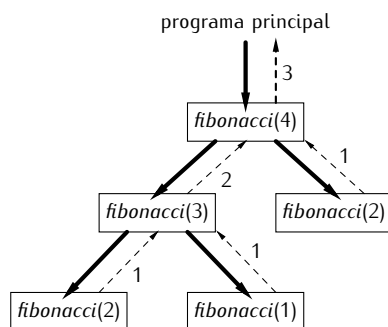 programa principal
3
fibonacci(4)
2
1
fibonacci(3)
fibonacci(2)
1
1
fibonacci(2)
fibonacci(1)